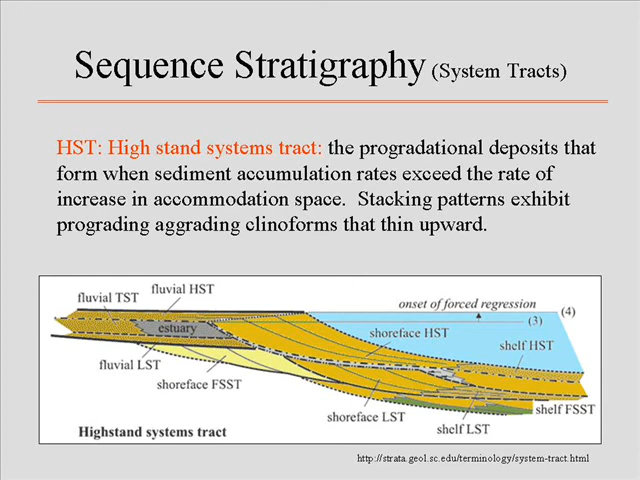 Sequence Stratigraphy (System Tracts)
HST: High stand systems tract: the progradational deposits that
form when sediment accumulation rates exceed the rate of
increase in accommodation space. Stacking patterns exhibit
prograding aggrading clinoforms that thin upward.
fluvial HST
fluvial TST
onset of forced regression
(4)
(3)
estuary
shoreface HST
shelf HST
fluvial LST
shoreface FSST
shelf FSST
shoreface LST
shelf LST
Highstand systems tract
http://strata.geol.sc.edu/terminology/system-tract.html